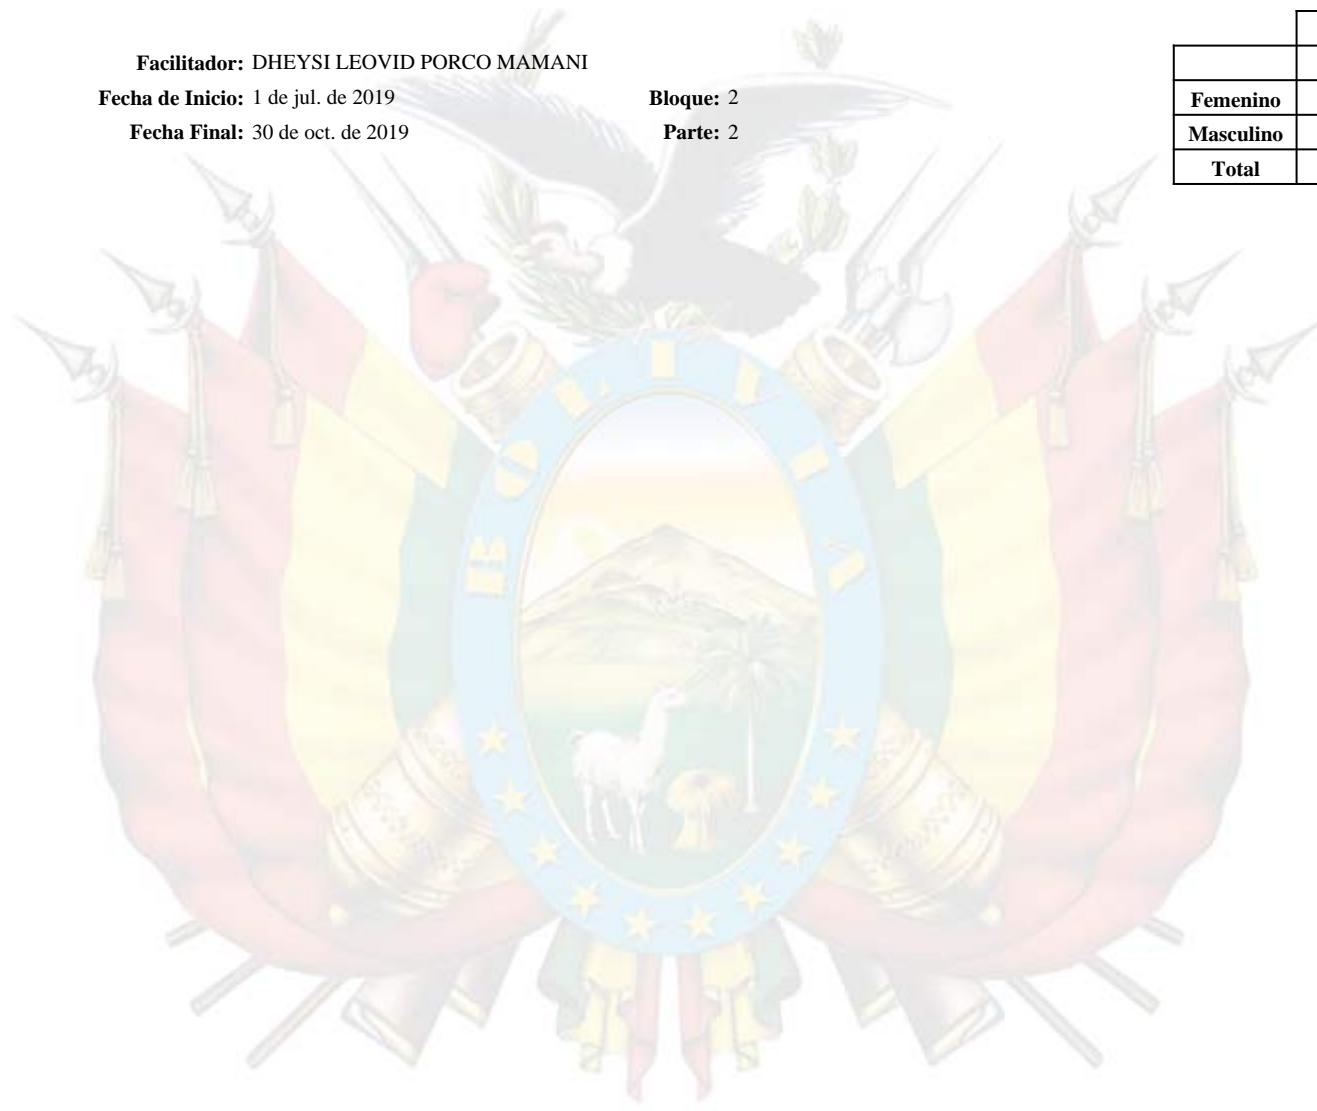 Facilitador: DHEYSI LEOVID PORCO MAMANI
Fecha de Inicio: 1 de jul. de 2019 Bloque: 2
Fecha Final: 30 de oct. de 2019 Parte: 2
Femenino
Masculino
Total
BOLIVIA